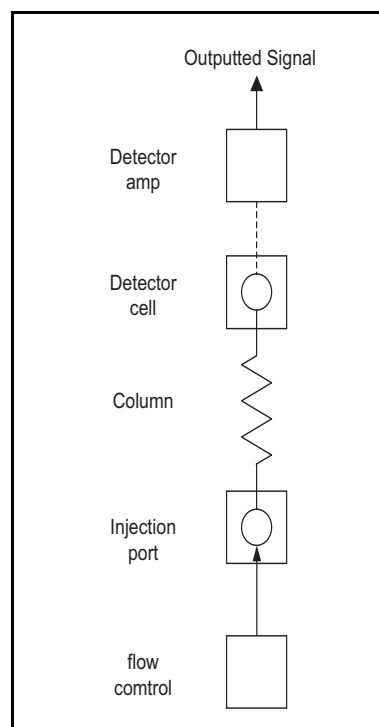 Outputted Signal
Detector
amp
Detector
cell
Column
Injection
port
flow
comtrol